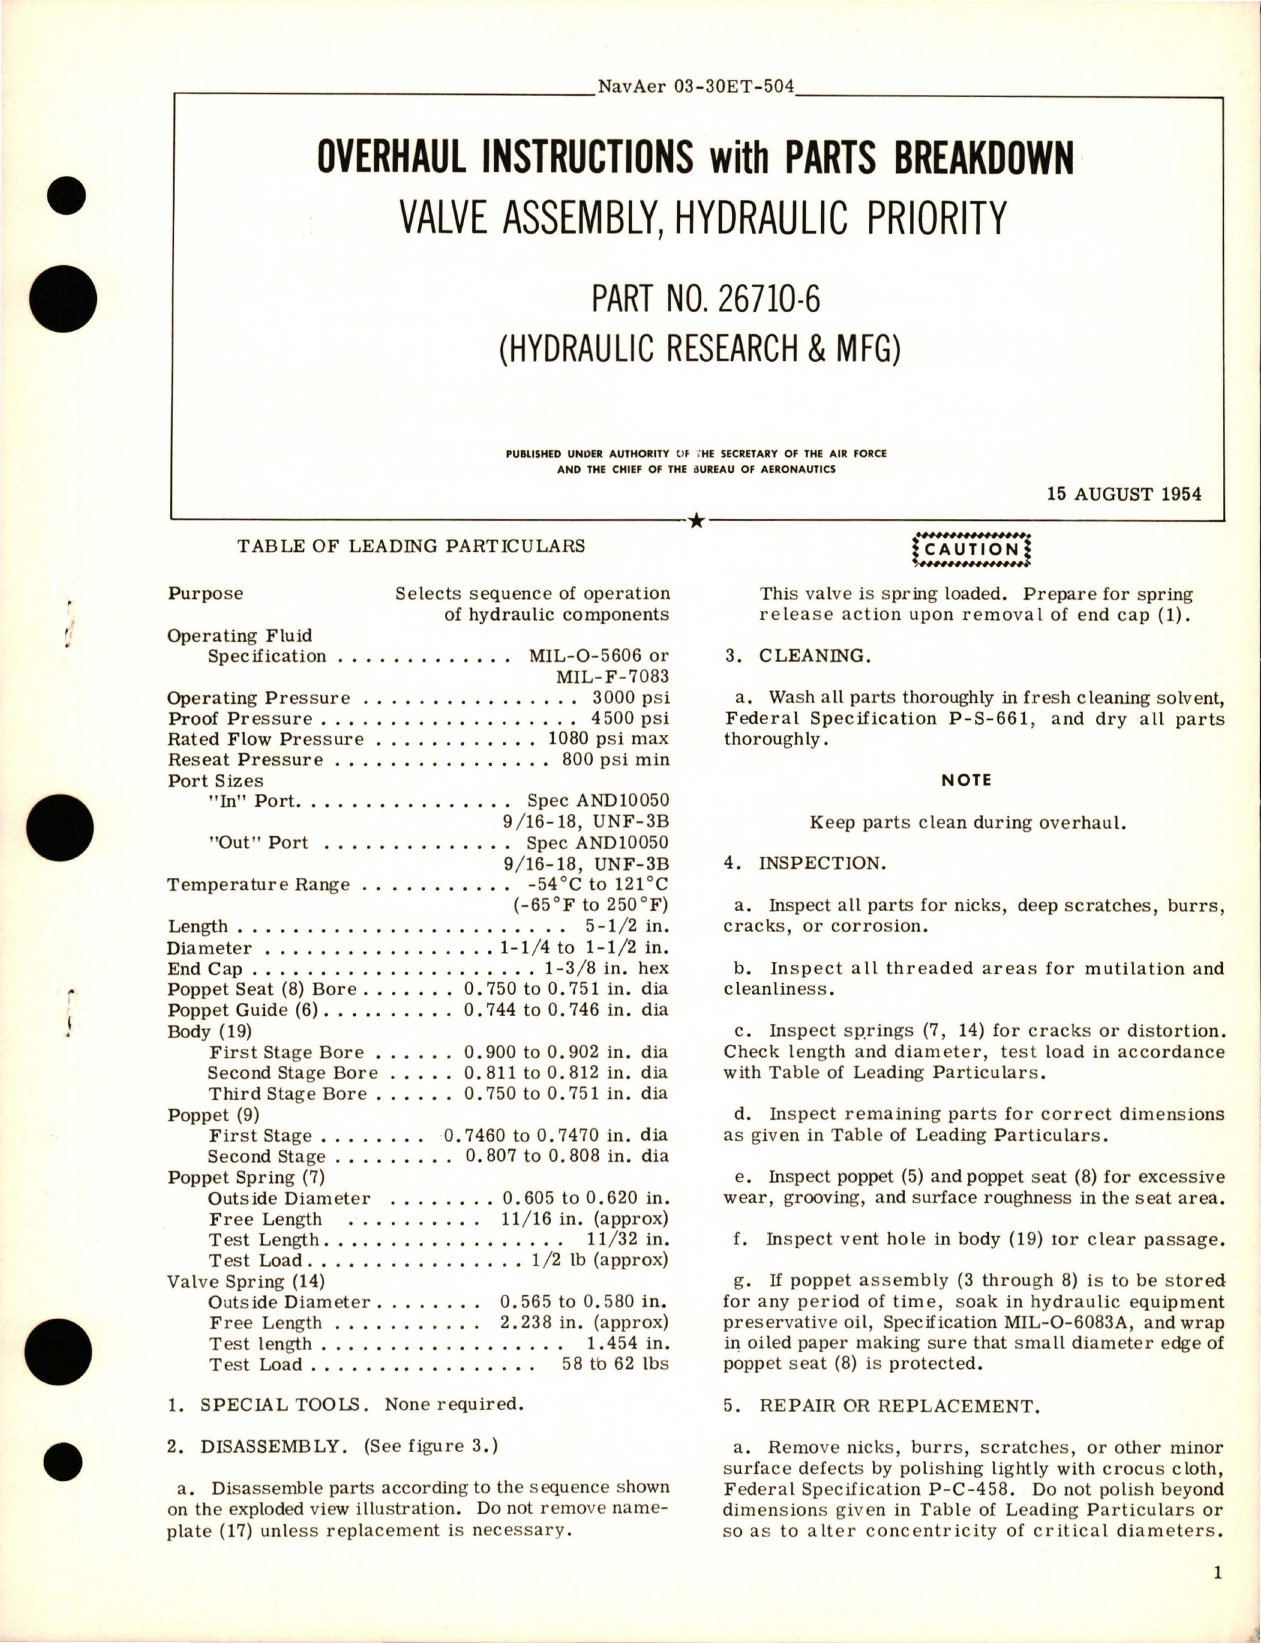 NavAer 03-30ET-504
OVERHAUL INSTRUCTIONS with PARTS BREAKDOWN
VALVE ASSEMBLY, HYDRAULIC PRIORITY
PART NO. 26710-6
(HYDRAULIC RESEARCH & MFG)
PUBLISHED UNDER AUTHORITY OF THE SECRETARY OF THE AIR FORCE
AND THE CHIEF OF THE BUREAU OF AERONAUTICS
15 AUGUST 1954
TABLE OF LEADING PARTICULARS
Purpose Selects sequence of operation
of hydraulic components
Operating Fluid
Specification . . . . . . . . . . . . . MIL-O-5606 or
MIL-F-7083
Operating Pressure . . . . . . . . . . . . . . . . 3000 psi
Proof Pressure . . . . . . . . . . . . . . . . . . . 4500 psi
Rated Flow Pressure . . . . . . . . . . . . 1080 psi max
Reseat Pressure . . . . . . . . . . . . . . . . 800 psi min
Port Sizes
"In" Port. . . . . . . . . . . . . . . . Spec AND10050
9/16-18, UNF-3B
"Out" Port . . . . . . . . . . . . . . Spec AND10050
9/16-18, UNF-3B
Temperature Range . . . . . . . . . . . -54°C to 121°C
(-65°F to 250°F)
Length . . . . . . . . . . . . . . . . . . . . . . . . 5-1/2 in.
Diameter . . . . . . . . . . . . . . . . . 1-1/4 to 1-1/2 in.
End Cap . . . . . . . . . . . . . . . . . . . . . 1-3/8 in. hex
Poppet Seat (8) Bore . . . . . . . 0.750 to 0.751 in. dia
Poppet Guide (6). . . . . . . . . . 0.744 to 0.746 in. dia
Body (19)
First Stage Bore . . . . . . 0.900 to 0.902 in. dia
Second Stage Bore . . . . . 0.811 to 0.812 in. dia
Third Stage Bore . . . . . . 0.750 to 0.751 in. dia
Poppet (9)
First Stage . . . . . . . . 0.7460 to 0.7470 in. dia
Second Stage . . . . . . . . . 0.807 to 0.808 in. dia
Poppet Spring (7)
Outside Diameter . . . . . . . . 0.605 to 0.620 in.
Free Length . . . . . . . . . . 11/16 in. (approx)
Test Length. . . . . . . . . . . . . . . . . . 11/32 in.
Test Load. . . . . . . . . . . . . . . . 1/2 lb (approx)
Valve Spring (14)
Outside Diameter . . . . . . . . 0.565 to 0.580 in.
Free Length . . . . . . . . . . . 2.238 in. (approx)
Test length . . . . . . . . . . . . . . . . . . 1.454 in.
Test Load . . . . . . . . . . . . . . . . . 58 to 62 lbs
1. SPECIAL TOOLS. None required.
2. DISASSEMBLY. (See figure 3.)
a. Disassemble parts according to the sequence shown
on the exploded view illustration. Do not remove name-
plate (17) unless replacement is necessary.
CAUTION
This valve is spring loaded. Prepare for spring
release action upon removal of end cap (1).
3. CLEANING.
a. Wash all parts thoroughly in fresh cleaning solvent,
Federal Specification P-S-661, and dry all parts
thoroughly.
NOTE
Keep parts clean during overhaul.
4. INSPECTION.
a. Inspect all parts for nicks, deep scratches, burrs,
cracks, or corrosion.
b. Inspect all threaded areas for mutilation and
cleanliness.
c. Inspect springs (7, 14) for cracks or distortion.
Check length and diameter, test load in accordance
with Table of Leading Particulars.
d. Inspect remaining parts for correct dimensions
as given in Table of Leading Particulars.
e. Inspect poppet (5) and poppet seat (8) for excessive
wear, grooving, and surface roughness in the seat area.
f. Inspect vent hole in body (19) for clear passage.
g. If poppet assembly (3 through 8) is to be stored
for any period of time, soak in hydraulic equipment
preservative oil, Specification MIL-O-6083A, and wrap
in oiled paper making sure that small diameter edge of
poppet seat (8) is protected.
5. REPAIR OR REPLACEMENT.
a. Remove nicks, burrs, scratches, or other minor
surface defects by polishing lightly with crocus cloth,
Federal Specification P-C-458. Do not polish beyond
dimensions given in Table of Leading Particulars or
so as to alter concentricity of critical diameters.
1